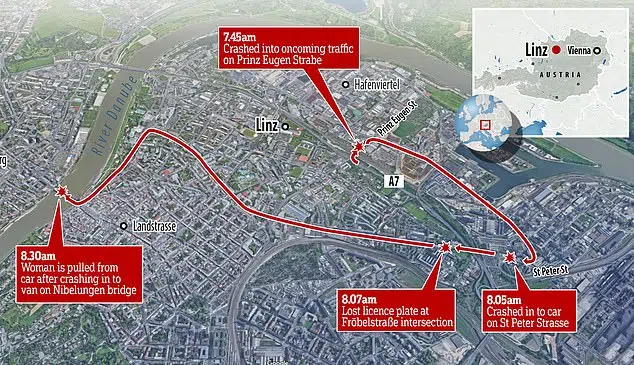 7.45am
Crashed into oncoming traffic
on Prinz Eugen Strabe
Linz
Vienna
AUSTRIA
Hafenviertel
River Danube
Linz
Prinz Eugen St
A7
rg
Landstrasse
8.30am
Woman is pulled from
car after crashing in to
van on Nibelungen bridge
St Peter St
8.07am
Lost licence plate at
Fröbelstraße intersection
8.05am
Crashed in to car
on St Peter Strasse